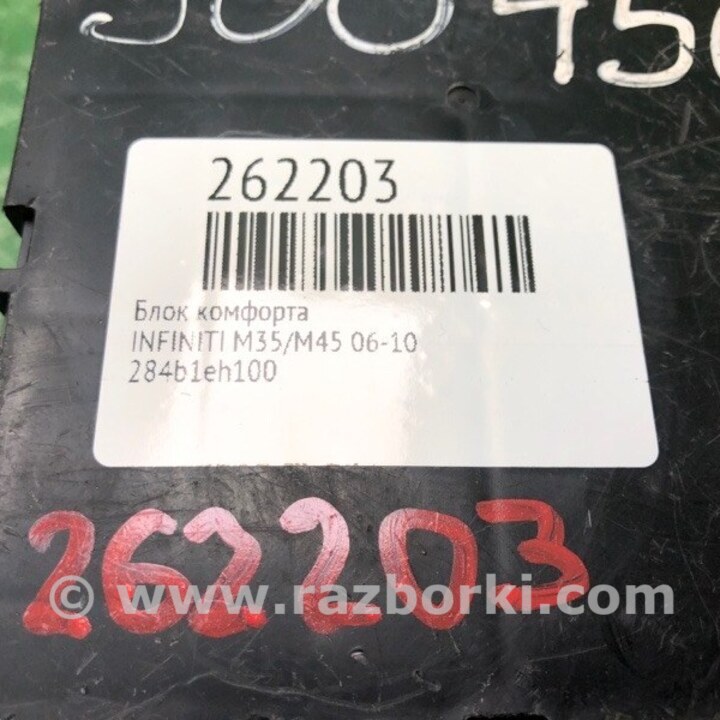 262203
Блок комфорта
INFINITI M35/M45 06-10
284b1eh100
262203
© www.razborki.com